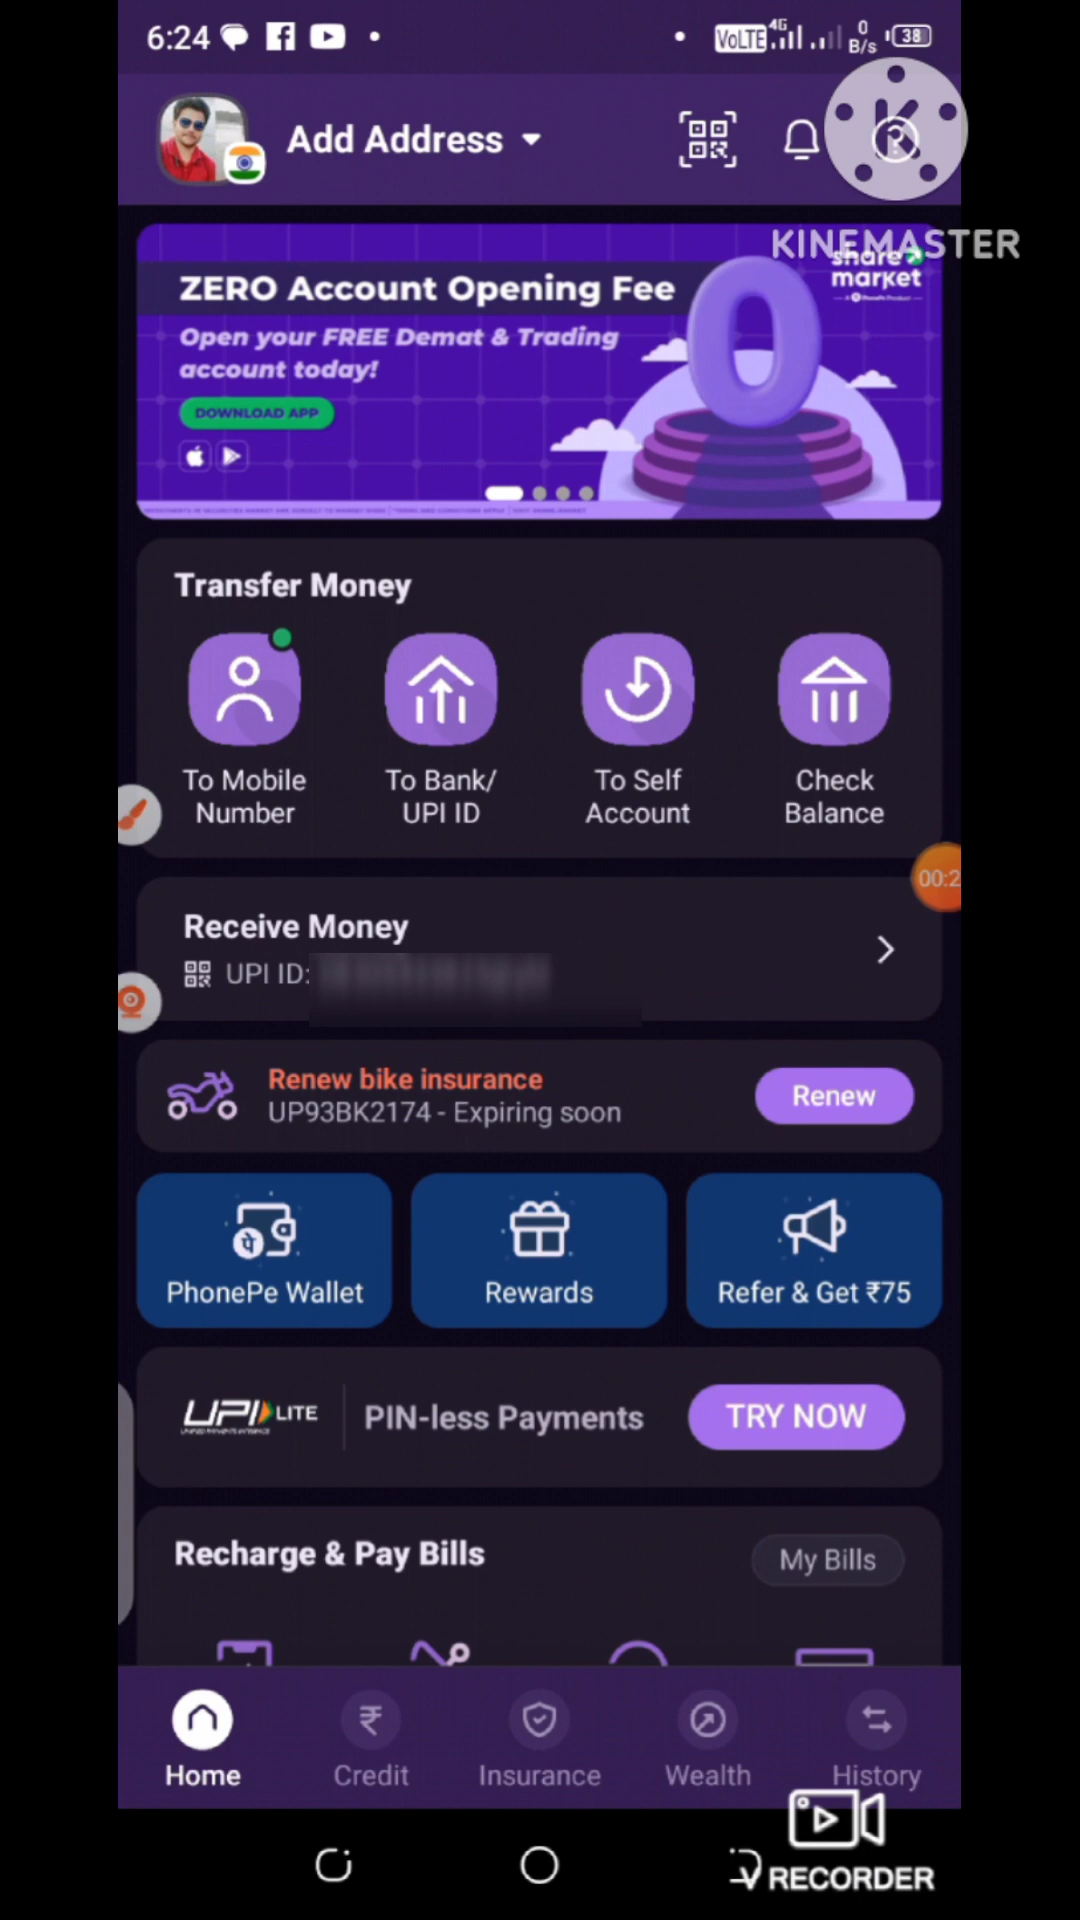 6:24
VoLTE 4G 0 B/s 38
Add Address
KINEMASTER
share market
A PhonePe Product
ZERO Account Opening Fee
Open your FREE Demat & Trading
account today!
DOWNLOAD APP
Transfer Money
To Mobile Number
To Bank/ UPI ID
To Self Account
Check Balance
00:2
Receive Money
UPI ID:
Renew bike insurance
UP93BK2174 - Expiring soon
Renew
PhonePe Wallet
Rewards
Refer & Get ₹75
UPI LITE
PIN-less Payments
TRY NOW
Recharge & Pay Bills
My Bills
Home
Credit
Insurance
Wealth
History
RECORDER